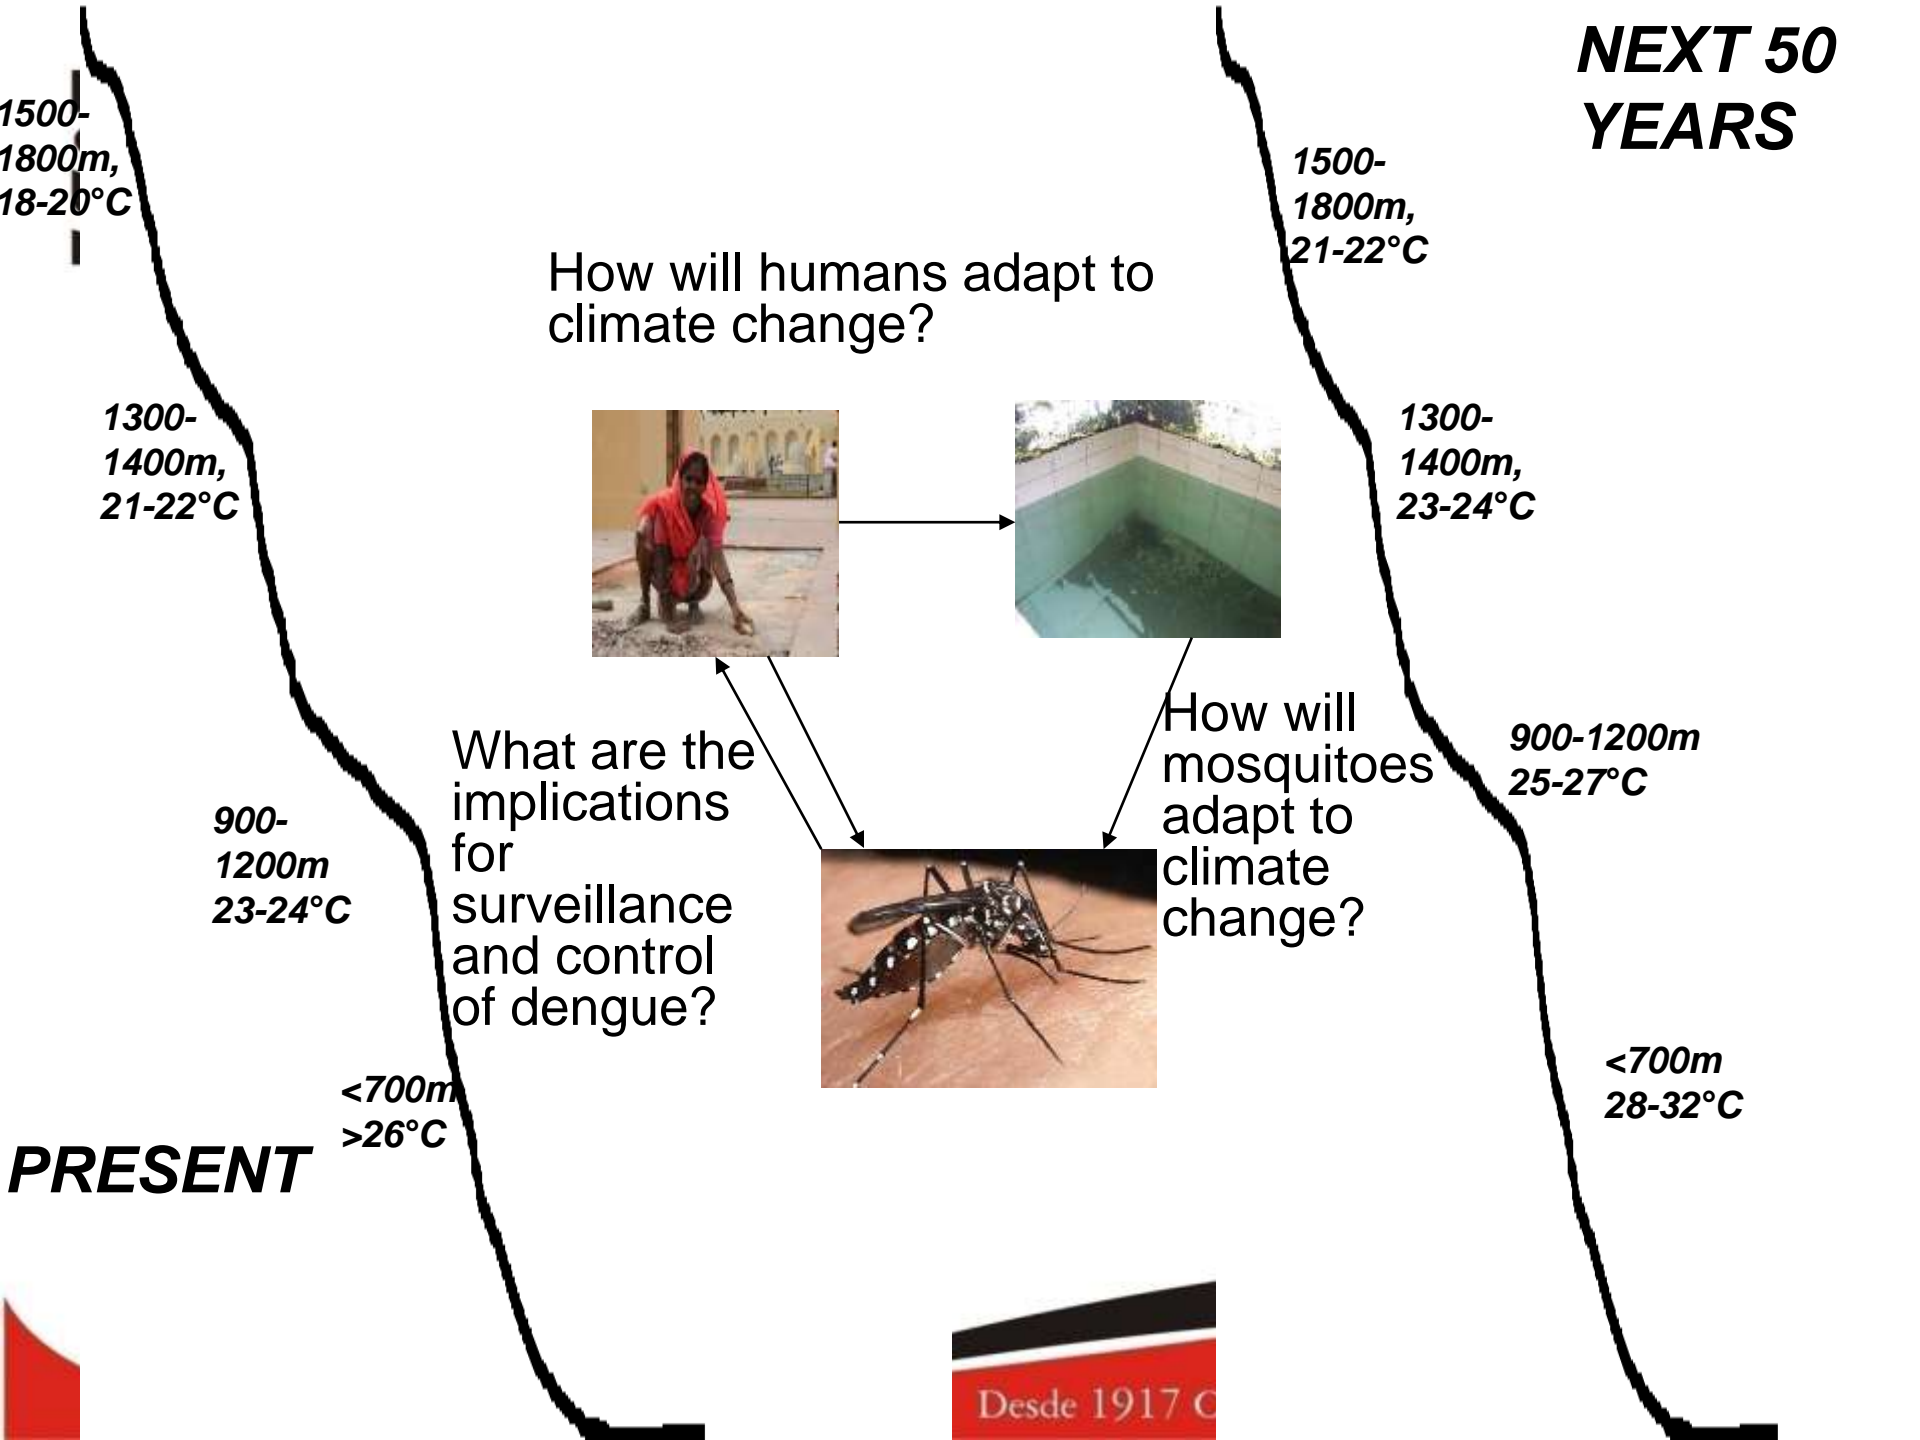 NEXT 50
YEARS
1500-
1800m,
18-20°C
1500-
1800m,
21-22°C
How will humans adapt to
climate change?
1300-
1400m,
21-22°C
1300-
1400m,
23-24°C
How will
mosquitoes
adapt to
climate
change?
What are the
implications
for
surveillance
and control
of dengue?
900-1200m
25-27°C
900-
1200m
23-24°C
<700m
28-32°C
<700m
>26°C
PRESENT
Desde 1917